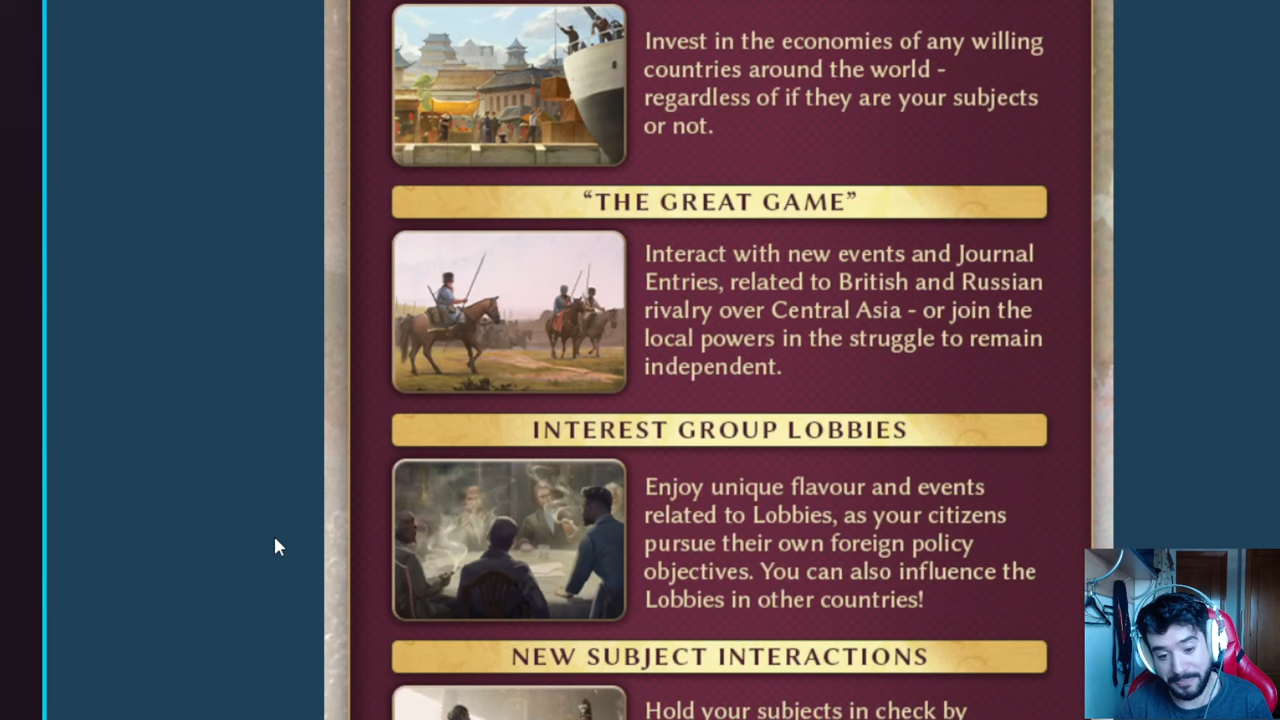 Invest in the economies of any willing
countries around the world -
regardless of if they are your subjects
or not.
“THE GREAT GAME”
Interact with new events and Journal
Entries, related to British and Russian
rivalry over Central Asia - or join the
local powers in the struggle to remain
independent.
INTEREST GROUP LOBBIES
Enjoy unique flavour and events
related to Lobbies, as your citizens
pursue their own foreign policy
objectives. You can also influence the
Lobbies in other countries!
NEW SUBJECT INTERACTIONS
Hold your subjects in check by